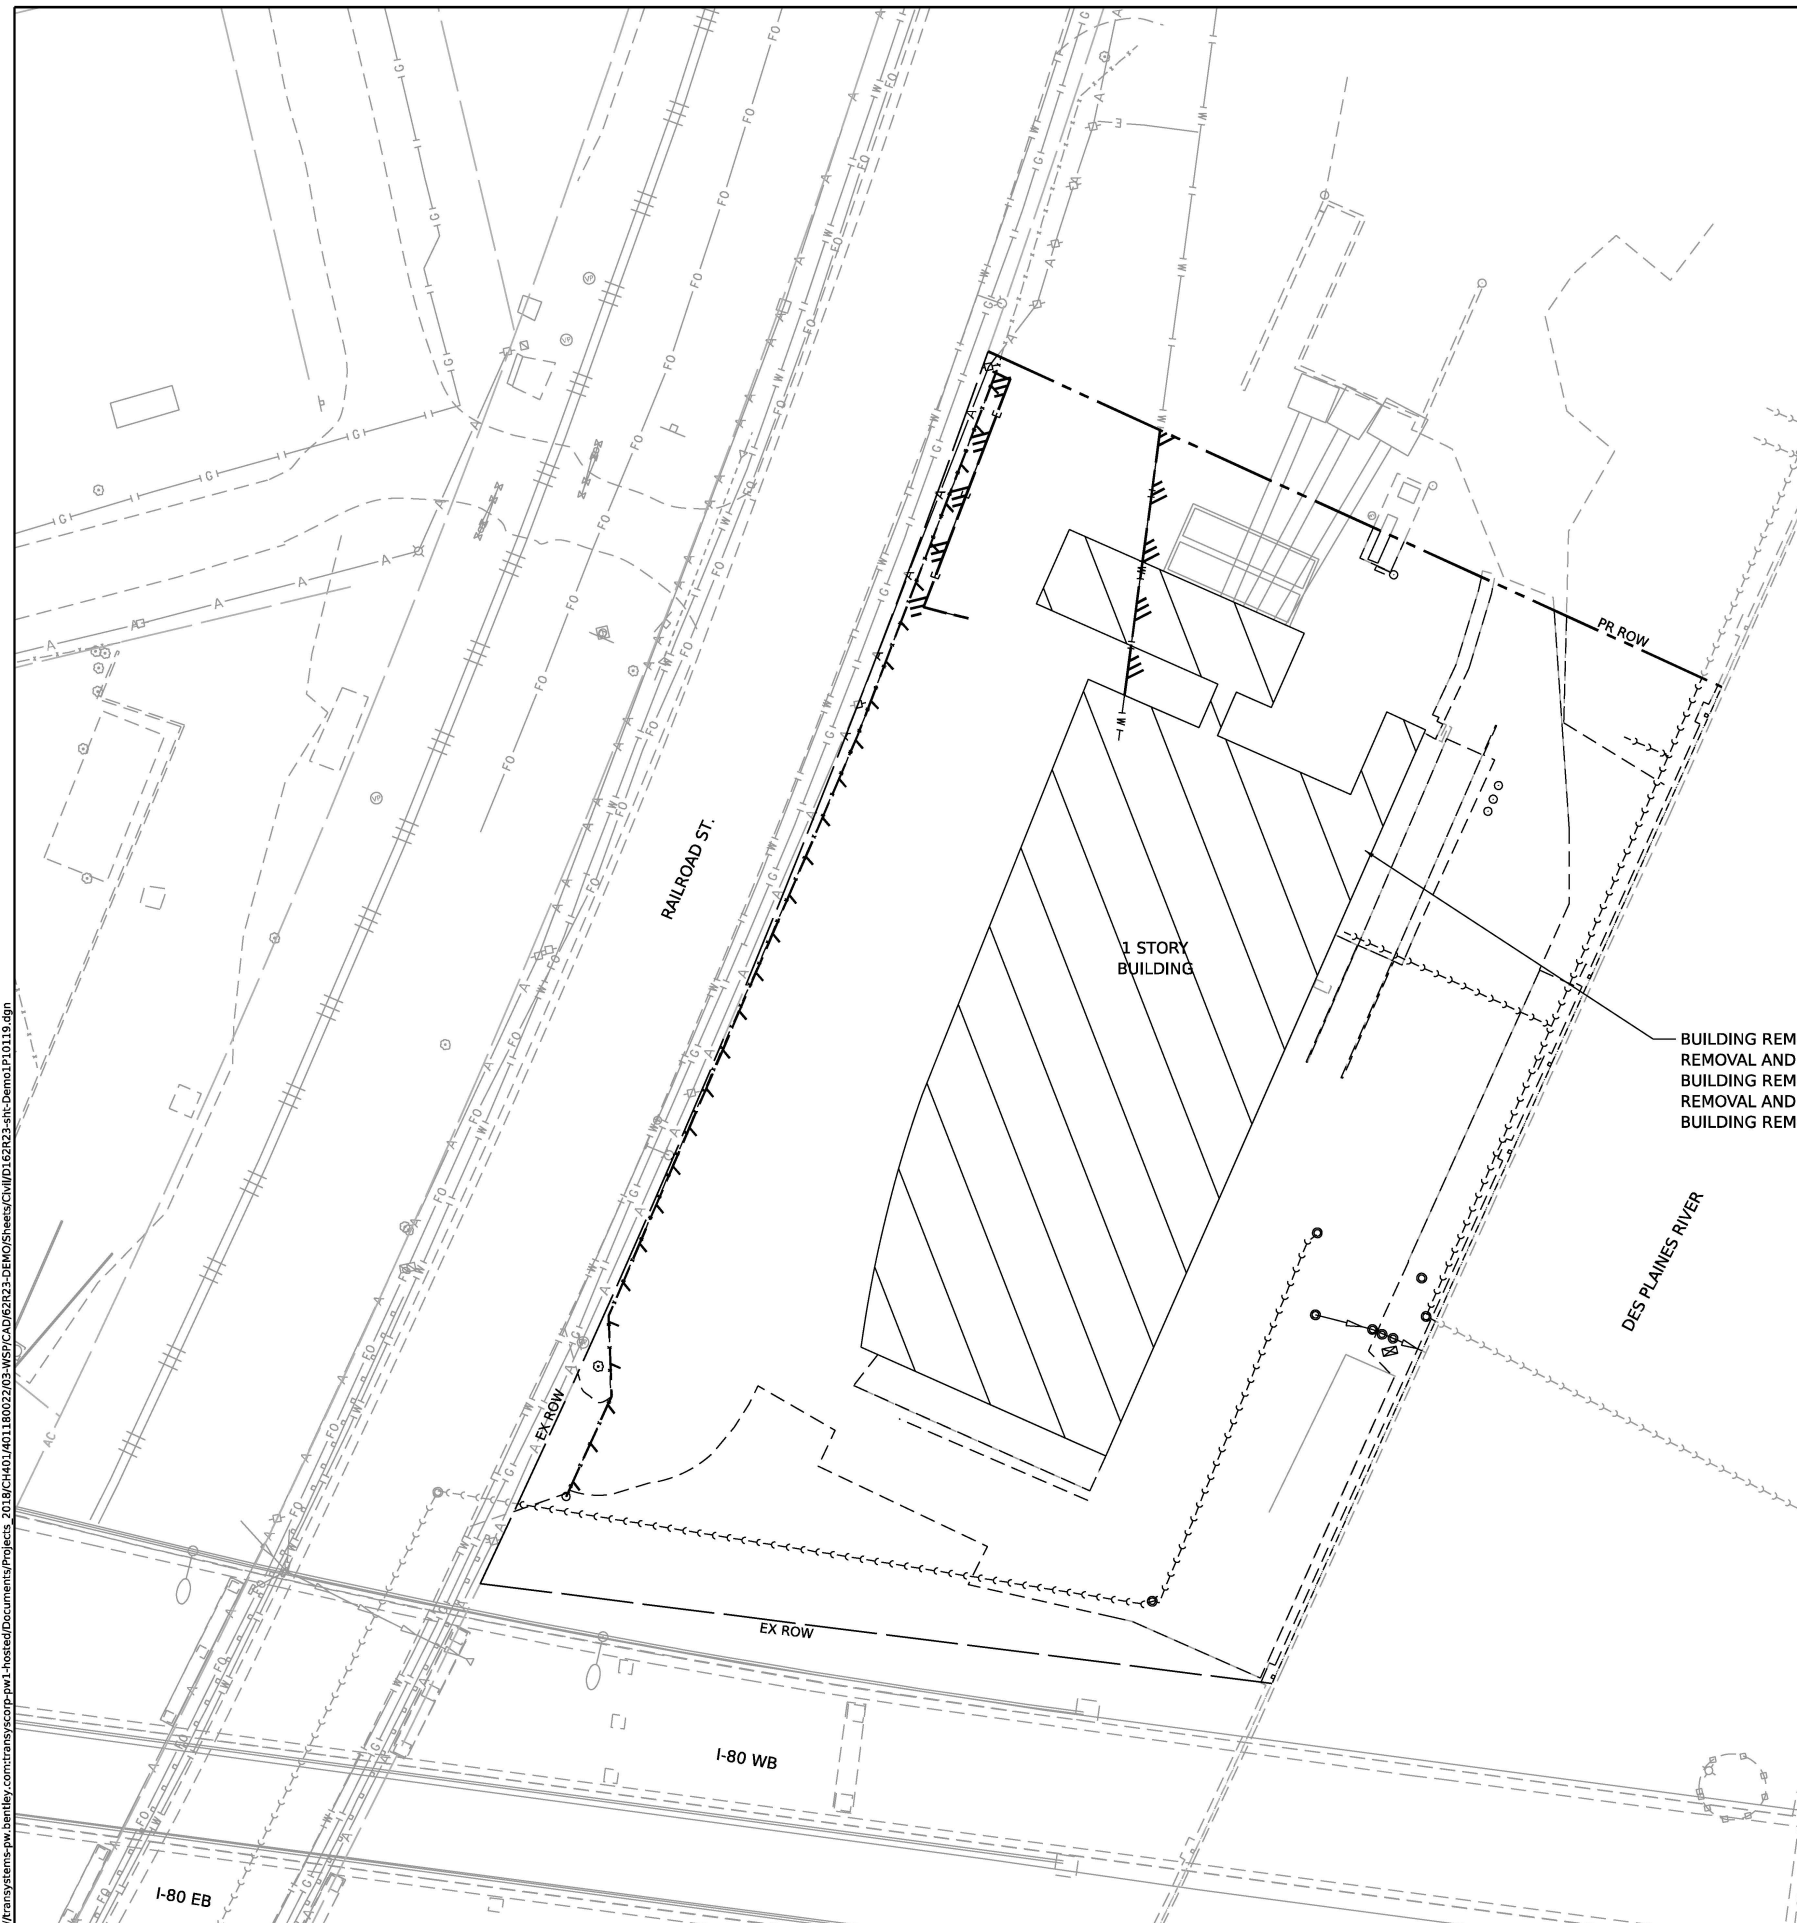 PR ROW
RAILROAD ST.
1 STORY
BUILDING
BUILDING REM
REMOVAL AND
BUILDING REM
REMOVAL AND
BUILDING REM
DES PLAINES RIVER
EX ROW
EX ROW
I-80 WB
I-80 EB
/transystems-pw.bentley.com:transyscorp-pw1-hosted/Documents/Projects_2018/CH401/401180022/03-WSP/CAD/62R23-DEMO/Sheets/Civil/D162R23-sht-Demo1P10119.dgn